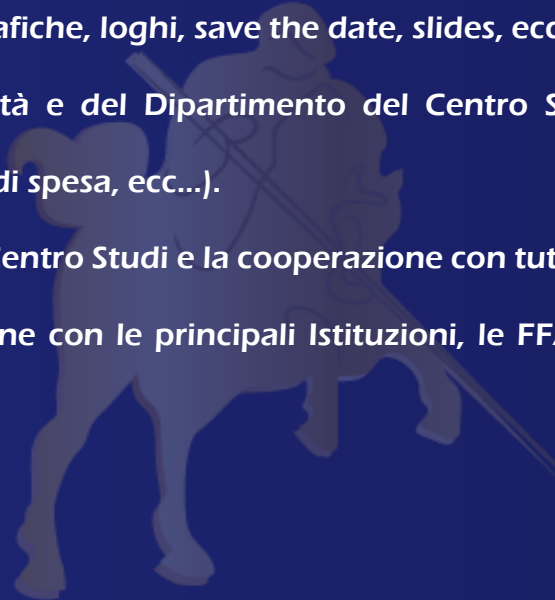 afiche, loghi, save the date, slides, ecc
tà e del Dipartimento del Centro S
di spesa, ecc...).
entro Studi e la cooperazione con tut
ne con le principali Istituzioni, le FFA